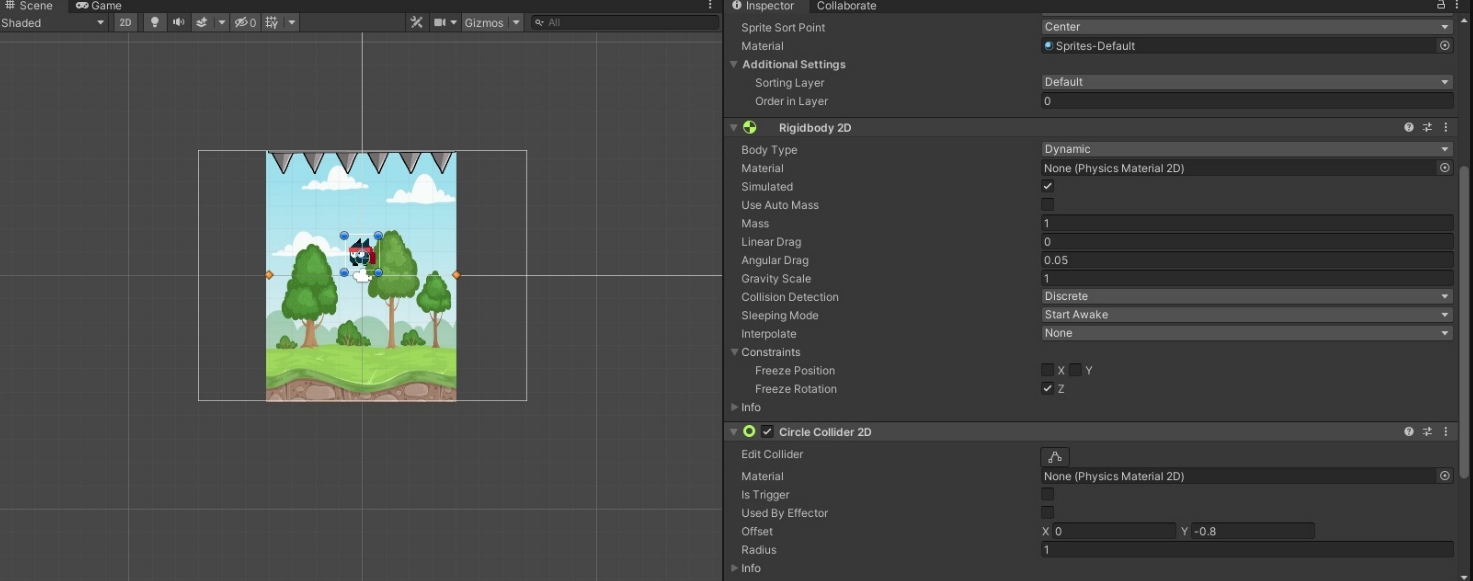 Scene Game
Shaded 2D 0 Gizmos All
Inspector Collaborate
Sprite Sort Point Center
Material Sprites-Default
Additional Settings
Sorting Layer Default
Order in Layer 0
Rigidbody 2D
Body Type Dynamic
Material None (Physics Material 2D)
Simulated
Use Auto Mass
Mass 1
Linear Drag 0
Angular Drag 0.05
Gravity Scale 1
Collision Detection Discrete
Sleeping Mode Start Awake
Interpolate None
Constraints
Freeze Position X Y
Freeze Rotation Z
Info
Circle Collider 2D
Edit Collider
Material None (Physics Material 2D)
Is Trigger
Used By Effector
Offset X 0 Y -0.8
Radius 1
Info